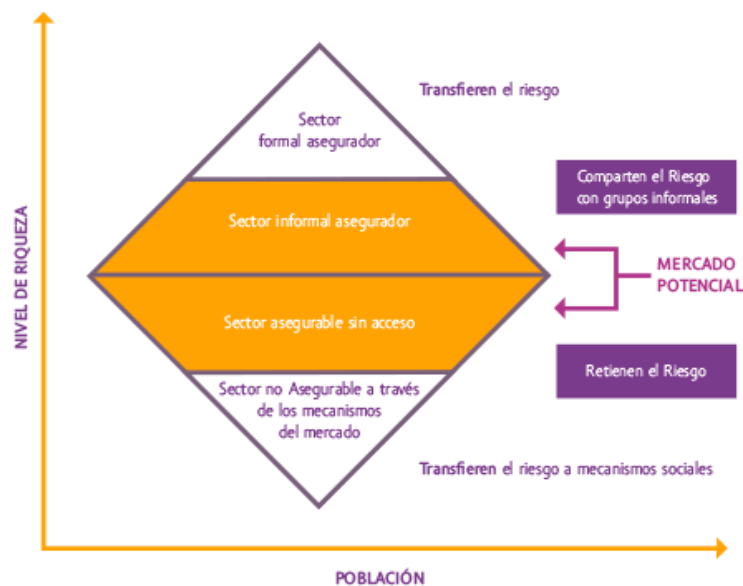 Transfieren el riesgo
Sector
formal asegurador
Comparten el Riesgo
con grupos informales
Sector informal asegurador
MERCADO
POTENCIAL
NIVEL DE RIQUEZA
Sector asegurable sin acceso
Retienen el Riesgo
Sector no Asegurable a través
de los mecanismos
del mercado
Transfieren el riesgo a mecanismos sociales
POBLACIÓN